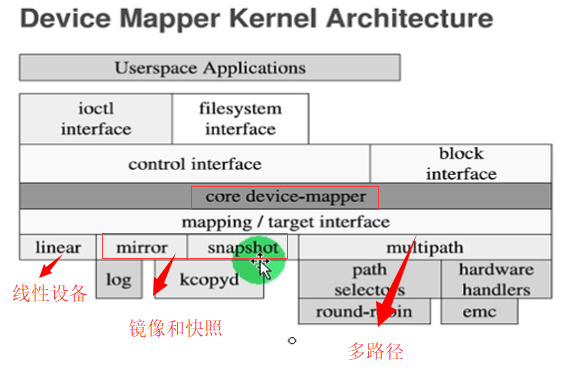 Device Mapper Kernel Architecture
Userspace Applications
ioctl interface
filesystem interface
control interface
block interface
core device-mapper
mapping / target interface
linear
mirror
snapshot
multipath
log
kcopyd
path selectors
hardware handlers
round-robin
emc
线性设备
镜像和快照
多路径